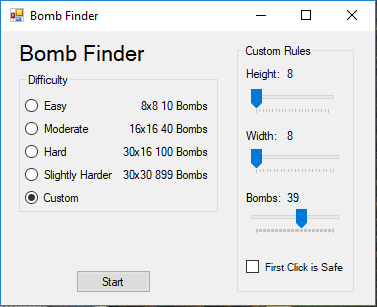 Bomb Finder
Bomb Finder
Difficulty
Easy 8x8 10 Bombs
Moderate 16x16 40 Bombs
Hard 30x16 100 Bombs
Slightly Harder 30x30 899 Bombs
Custom
Start
Custom Rules
Height: 8
Width: 8
Bombs: 39
First Click is Safe